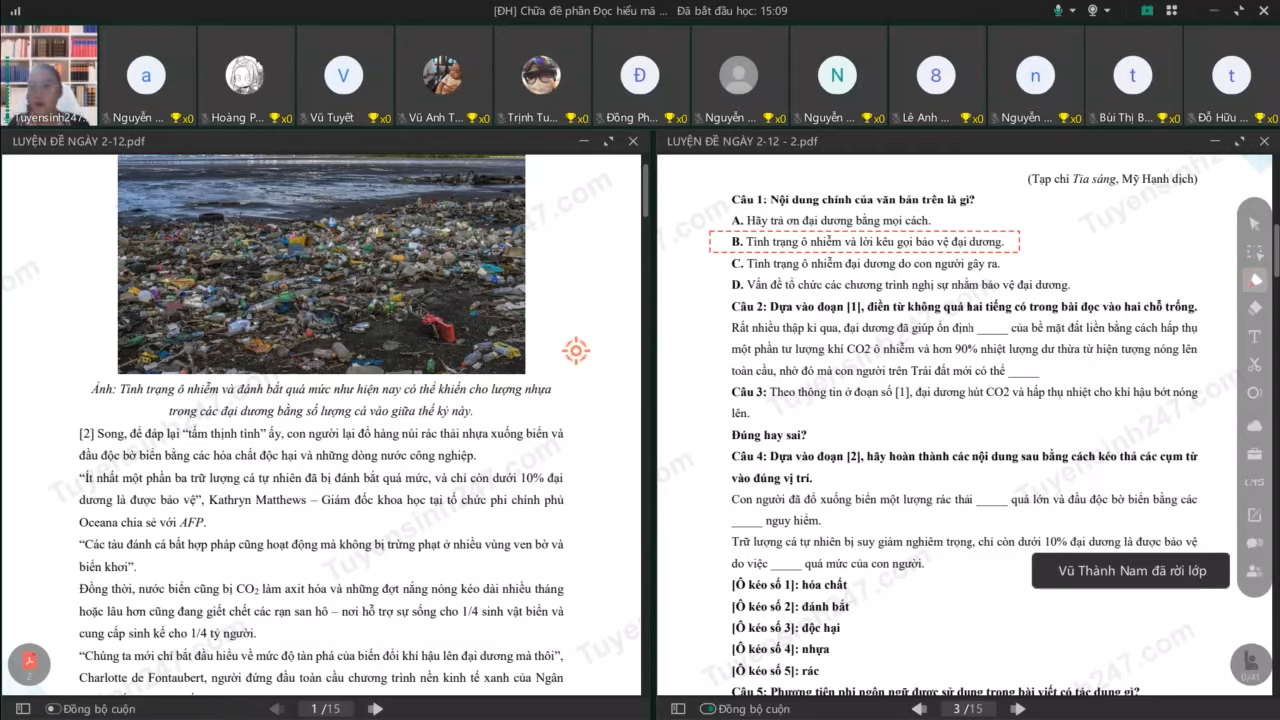 [ĐH] Chữa đề phần Đọc hiểu mã ... Đã bắt đầu học: 15:09
Tuyensinh247.
Nguyễn ... x0
Hoàng P... x0
Vũ Tuyết x0
Vũ Anh T... x0
Trịnh Tu... x0
Đồng Ph... x0
Nguyễn ... x0
Nguyễn ... x0
Lê Anh ... x0
Nguyễn ... x0
Bùi Thị B... x0
Đỗ Hữu ... x0
a
V
Đ
N
8
n
t
t
LUYỆN ĐỀ NGÀY 2-12.pdf
Ảnh: Tình trạng ô nhiễm và đánh bắt quá mức như hiện nay có thể khiến cho lượng nhựa
trong các đại dương bằng số lượng cá vào giữa thế kỷ này.
[2] Song, để đáp lại “tấm thịnh tình” ấy, con người lại đổ hàng núi rác thải nhựa xuống biển và
đầu độc bờ biển bằng các hóa chất độc hại và những dòng nước công nghiệp.
“Ít nhất một phần ba trữ lượng cá tự nhiên đã bị đánh bắt quá mức, và chỉ còn dưới 10% đại
dương là được bảo vệ”, Kathryn Matthews – Giám đốc khoa học tại tổ chức phi chính phủ
Oceana chia sẻ với AFP.
“Các tàu đánh cá bất hợp pháp cũng hoạt động mà không bị trừng phạt ở nhiều vùng ven bờ và
biển khơi”.
Đồng thời, nước biển cũng bị CO₂ làm axit hóa và những đợt nắng nóng kéo dài nhiều tháng
hoặc lâu hơn cũng đang giết chết các rạn san hô – nơi hỗ trợ sự sống cho 1/4 sinh vật biển và
cung cấp sinh kế cho 1/4 tỷ người.
“Chúng ta mới chỉ bắt đầu hiểu về mức độ tàn phá của biến đổi khí hậu lên đại dương mà thôi”,
Charlotte de Fontaubert, người đứng đầu toàn cầu chương trình nền kinh tế xanh của Ngân
2
Đồng bộ cuộn
1 /15
LUYỆN ĐỀ NGÀY 2-12 - 2.pdf
(Tạp chí Tia sáng, Mỹ Hạnh dịch)
Câu 1: Nội dung chính của văn bản trên là gì?
A. Hãy trả ơn đại dương bằng mọi cách.
B. Tình trạng ô nhiễm và lời kêu gọi bảo vệ đại dương.
C. Tình trạng ô nhiễm đại dương do con người gây ra.
D. Vấn đề tổ chức các chương trình nghị sự nhằm bảo vệ đại dương.
Câu 2: Dựa vào đoạn [1], điền từ không quá hai tiếng có trong bài đọc vào hai chỗ trống.
Rất nhiều thập kỉ qua, đại dương đã giúp ổn định _____ của bề mặt đất liền bằng cách hấp thụ
một phần tư lượng khí CO2 ô nhiễm và hơn 90% nhiệt lượng dư thừa từ hiện tượng nóng lên
toàn cầu, nhờ đó mà con người trên Trái đất mới có thể _____
Câu 3: Theo thông tin ở đoạn số [1], đại dương hút CO2 và hấp thụ nhiệt cho khí hậu bớt nóng
lên.
Đúng hay sai?
Câu 4: Dựa vào đoạn [2], hãy hoàn thành các nội dung sau bằng cách kéo thả các cụm từ
vào đúng vị trí.
Con người đã đổ xuống biển một lượng rác thải _____ quá lớn và đầu độc bờ biển bằng các
_____ nguy hiểm.
Trữ lượng cá tự nhiên bị suy giảm nghiêm trọng, chỉ còn dưới 10% đại dương là được bảo vệ
do việc _____ quá mức của con người.
[Ô kéo số 1]: hóa chất
[Ô kéo số 2]: đánh bắt
[Ô kéo số 3]: độc hại
[Ô kéo số 4]: nhựa
[Ô kéo số 5]: rác
Câu 5: Phương tiện phi ngôn ngữ được sử dụng trong bài viết có tác dụng gì?
Vũ Thành Nam đã rời lớp
0/41
Đồng bộ cuộn
3 /15
Tuyensinh247.com